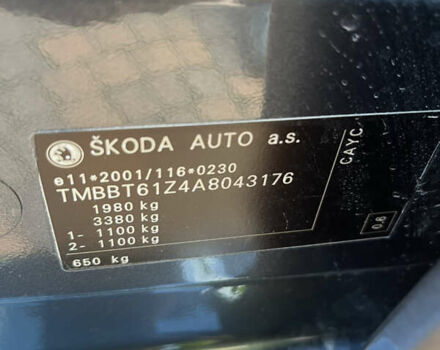 ŠKODA AUTO a.s.
e11*2001/116*0230
TMBBT61Z4A8043176
1980 kg
3380 kg
1- 1100 kg
2- 1100 kg
650 kg
CAYC
0.6